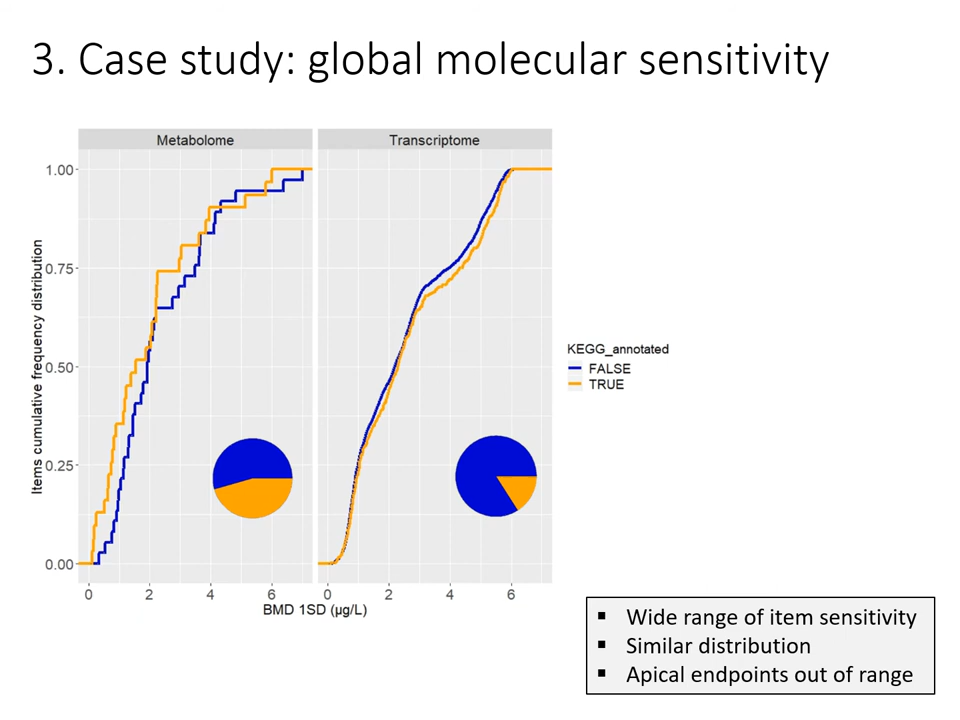 3. Case study: global molecular sensitivity
Metabolome
Transcriptome
Items cumulative frequency distribution
1.00
0.75
0.50
0.25
0.00
0 2 4 6
0 2 4 6
BMD 1SD (µg/L)
KEGG_annotated
FALSE
TRUE
▪ Wide range of item sensitivity
▪ Similar distribution
▪ Apical endpoints out of range